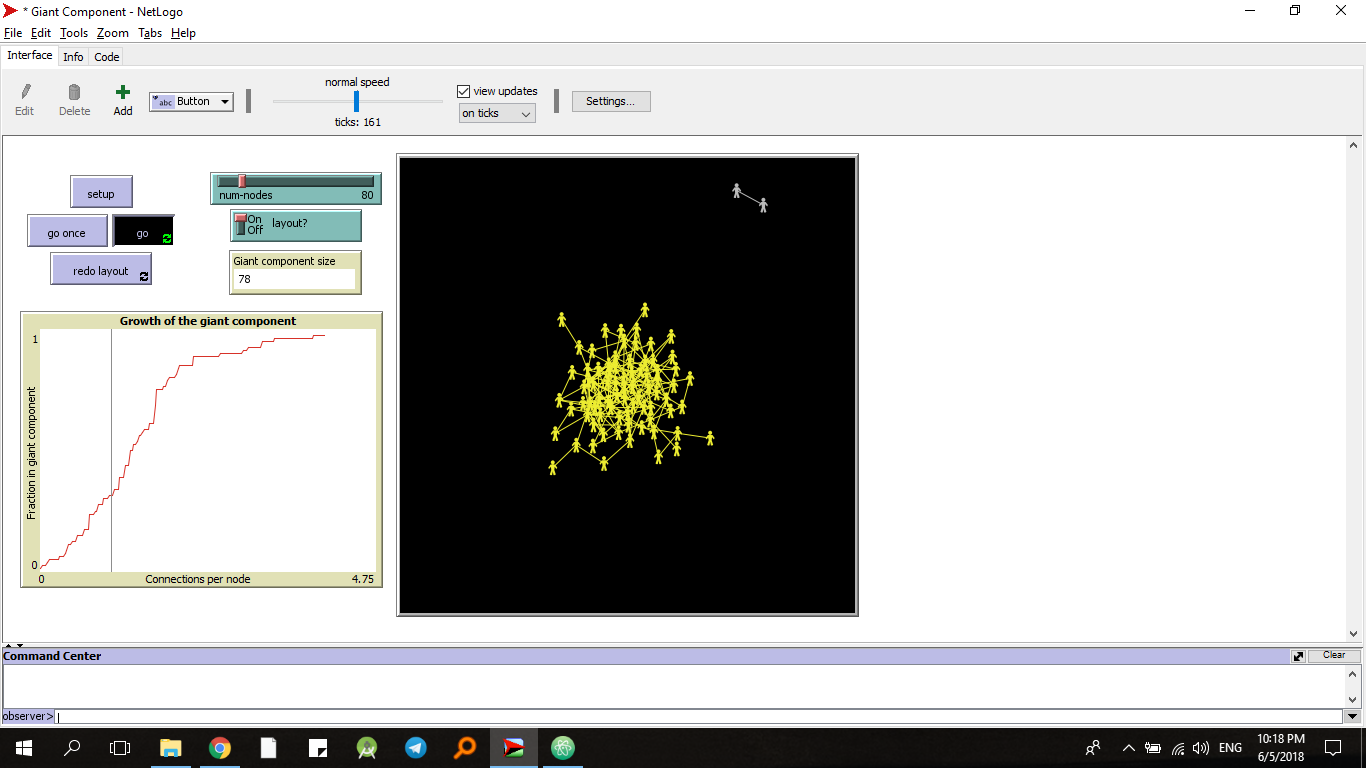 * Giant Component - NetLogo
File Edit Tools Zoom Tabs Help
Interface Info Code
normal speed
view updates
Edit Delete Add abc Button
Settings...
on ticks
ticks: 161
setup
num-nodes 80
go once go
On
Off
layout?
redo layout
Giant component size
78
Growth of the giant component
1
Fraction in giant component
0
0 Connections per node 4.75
Command Center Clear
observer>
ENG
10:18 PM
6/5/2018